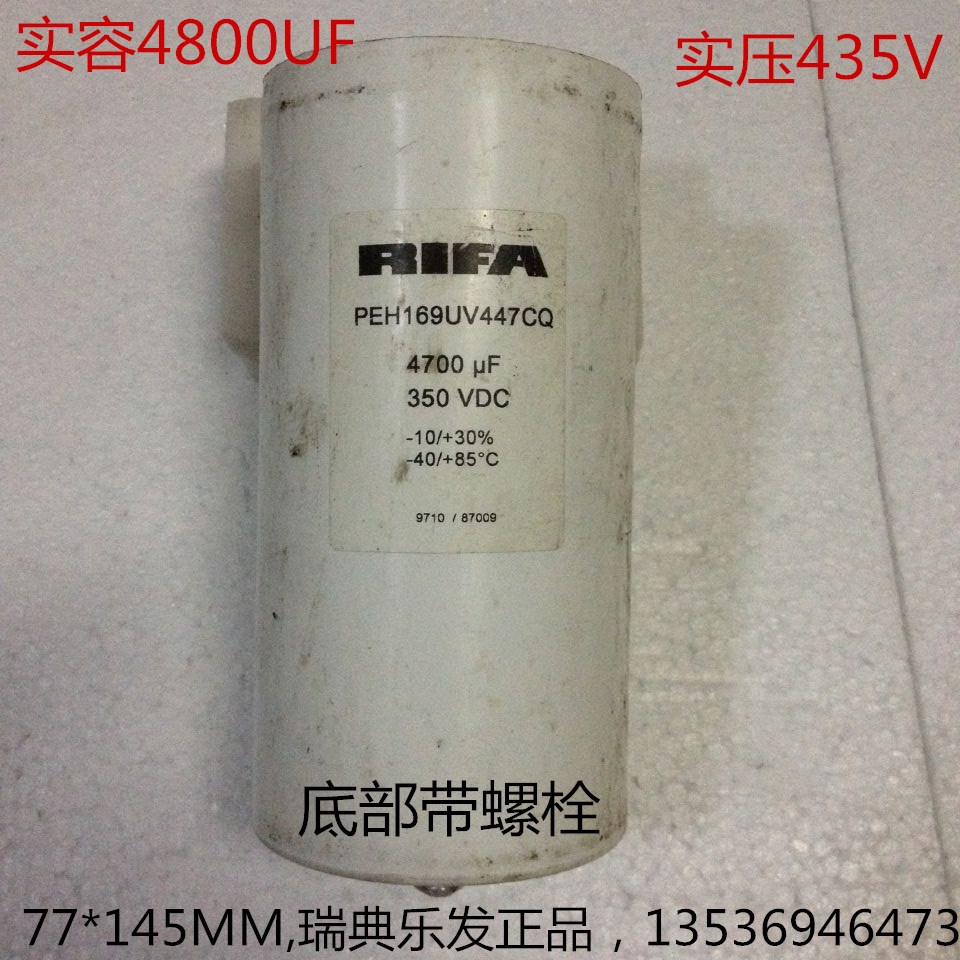 实容4800UF
实压435V
RIFA
PEH169UV447CQ
4700 µF
350 VDC
-10/+30%
-40/+85°C
9710 / 87009
底部带螺栓
77*145MM,瑞典乐发正品，13536946473